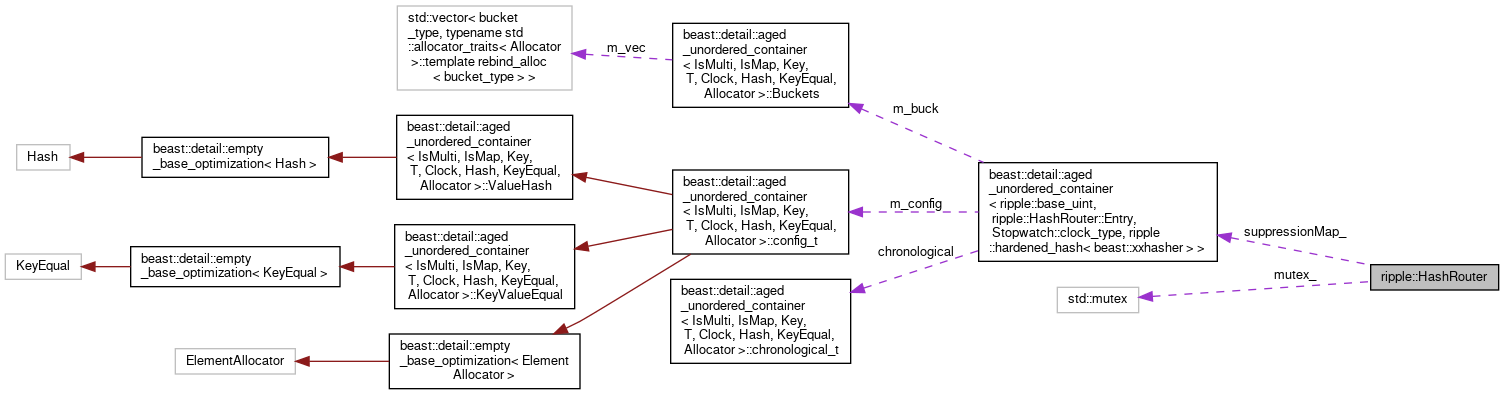 std::vector< bucket
_type, typename std
::allocator_traits< Allocator
>::template rebind_alloc
< bucket_type > >
m_vec
beast::detail::aged
_unordered_container
< IsMulti, IsMap, Key,
T, Clock, Hash, KeyEqual,
Allocator >::Buckets
m_buck
Hash
beast::detail::empty
_base_optimization< Hash >
beast::detail::aged
_unordered_container
< IsMulti, IsMap, Key,
T, Clock, Hash, KeyEqual,
Allocator >::ValueHash
beast::detail::aged
_unordered_container
< IsMulti, IsMap, Key,
T, Clock, Hash, KeyEqual,
Allocator >::config_t
m_config
beast::detail::aged
_unordered_container
< ripple::base_uint,
ripple::HashRouter::Entry,
Stopwatch::clock_type, ripple
::hardened_hash< beast::xxhasher > >
suppressionMap_
KeyEqual
beast::detail::empty
_base_optimization< KeyEqual >
beast::detail::aged
_unordered_container
< IsMulti, IsMap, Key,
T, Clock, Hash, KeyEqual,
Allocator >::KeyValueEqual
chronological
beast::detail::aged
_unordered_container
< IsMulti, IsMap, Key,
T, Clock, Hash, KeyEqual,
Allocator >::chronological_t
std::mutex
mutex_
ripple::HashRouter
ElementAllocator
beast::detail::empty
_base_optimization< Element
Allocator >